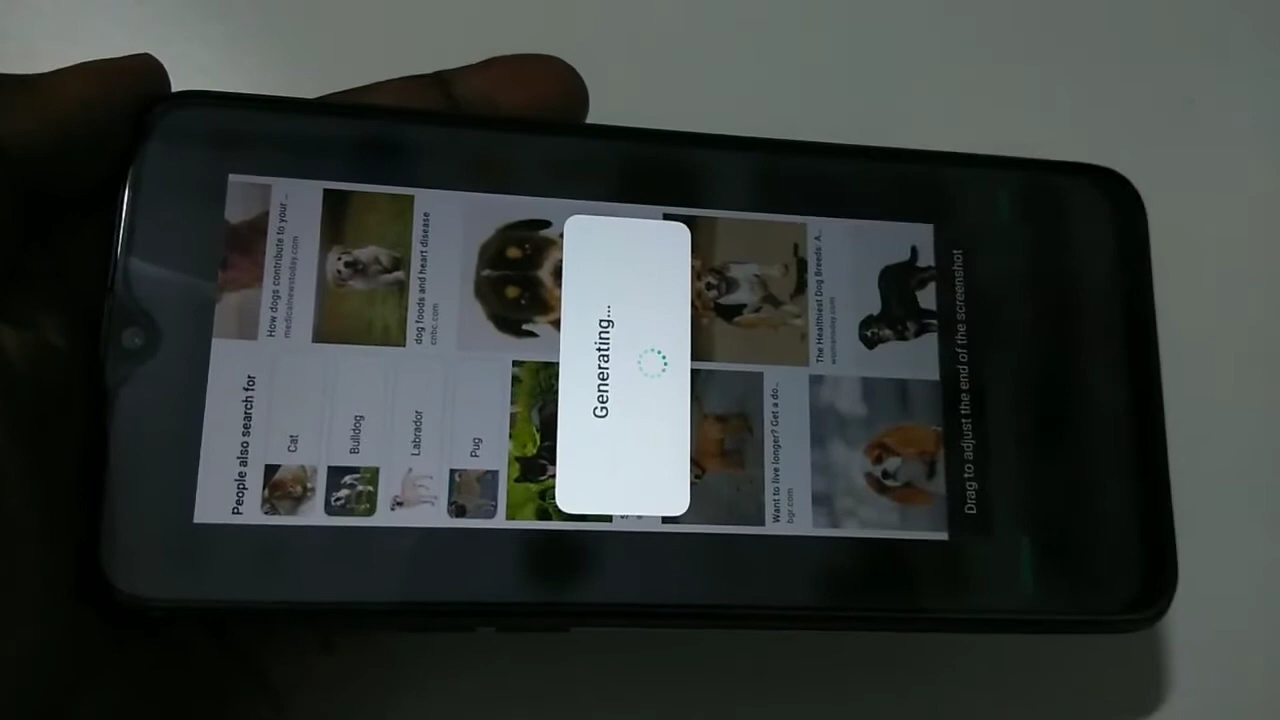 How dogs contribute to your ...
medicalnewstoday.com
dog foods and heart disease
cnbc.com
People also search for
Cat
Bulldog
Labrador
Pug
Generating...
The Healthiest Dog Breeds: A...
womansday.com
Want to live longer? Get a do...
bgr.com
Drag to adjust the end of the screenshot